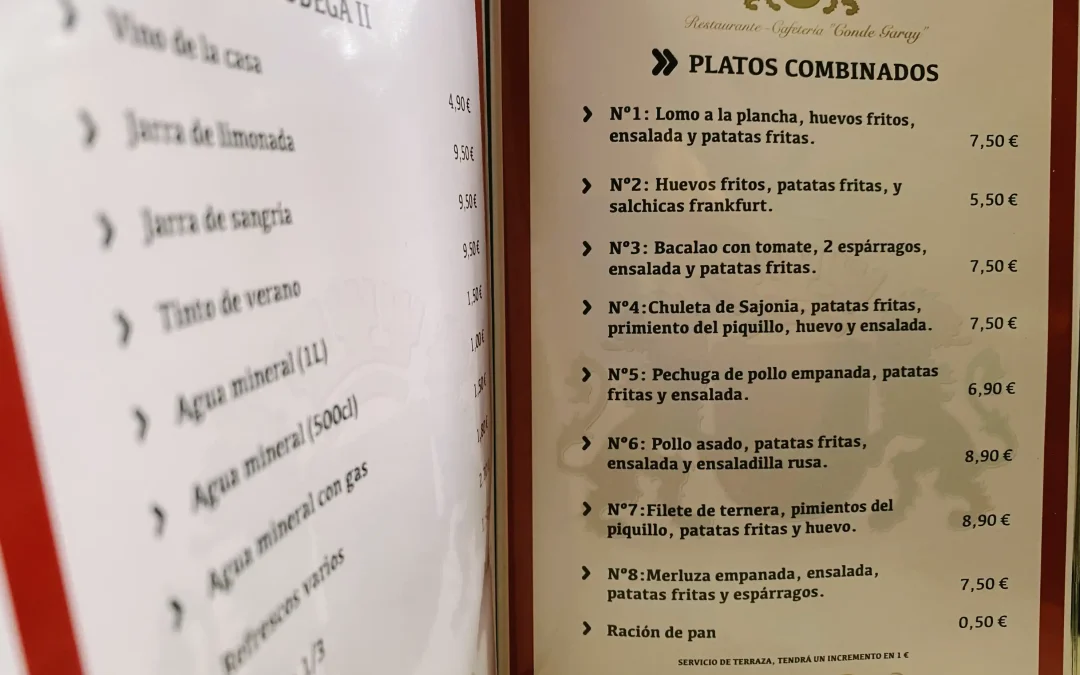 BODEGA II
Vino de la casa
4,90€
Jarra de limonada
9,50€
Jarra de sangría
9,50€
Tinto de verano
9,50€
Agua mineral (1L)
1,50€
Agua mineral (500cl)
1,00€
Agua mineral con gas
1,50€
Refrescos varios
1,80€
1/3
Restaurante - Cafetería "Conde Garay"
PLATOS COMBINADOS
Nº1: Lomo a la plancha, huevos fritos,
ensalada y patatas fritas.
7,50 €
Nº2: Huevos fritos, patatas fritas, y
salchicas frankfurt.
5,50 €
Nº3: Bacalao con tomate, 2 espárragos,
ensalada y patatas fritas.
7,50 €
Nº4:Chuleta de Sajonia, patatas fritas,
primiento del piquillo, huevo y ensalada.
7,50 €
Nº5: Pechuga de pollo empanada, patatas
fritas y ensalada.
6,90 €
Nº6: Pollo asado, patatas fritas,
ensalada y ensaladilla rusa.
8,90 €
Nº7:Filete de ternera, pimientos del
piquillo, patatas fritas y huevo.
8,90 €
Nº8:Merluza empanada, ensalada,
patatas fritas y espárragos.
7,50 €
Ración de pan
0,50 €
SERVICIO DE TERRAZA, TENDRÁ UN INCREMENTO EN 1 €